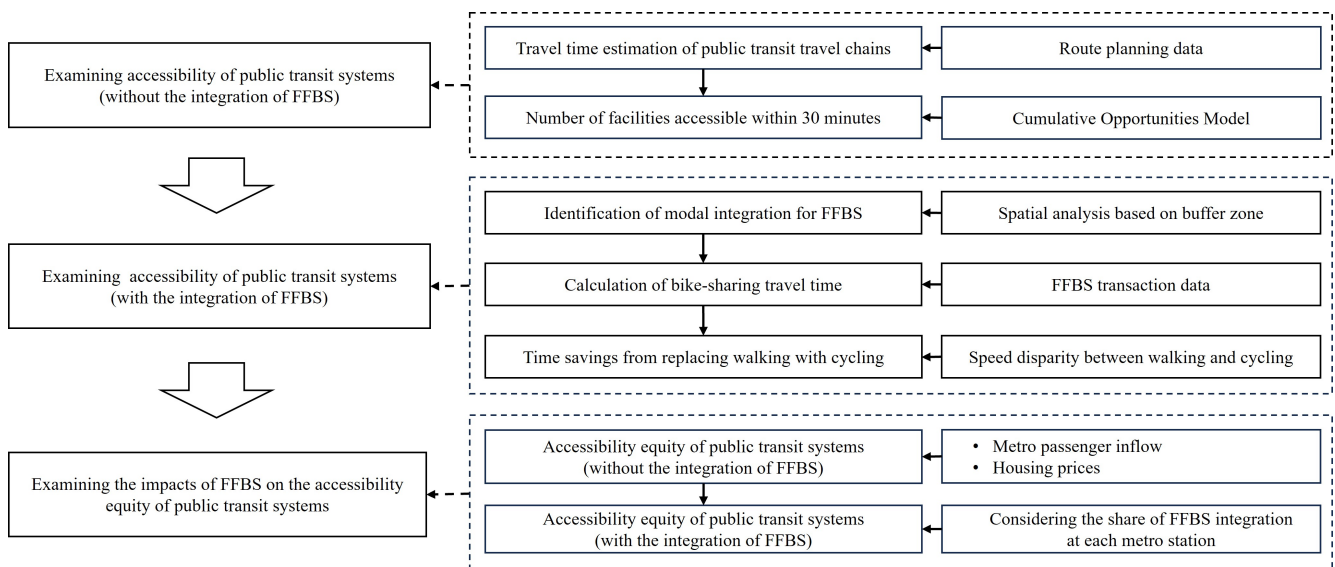 Examining accessibility of public transit systems
(without the integration of FFBS)
Travel time estimation of public transit travel chains
Route planning data
Number of facilities accessible within 30 minutes
Cumulative Opportunities Model
Examining accessibility of public transit systems
(with the integration of FFBS)
Identification of modal integration for FFBS
Spatial analysis based on buffer zone
Calculation of bike-sharing travel time
FFBS transaction data
Time savings from replacing walking with cycling
Speed disparity between walking and cycling
Examining the impacts of FFBS on the accessibility
equity of public transit systems
Accessibility equity of public transit systems
(without the integration of FFBS)
• Metro passenger inflow
• Housing prices
Accessibility equity of public transit systems
(with the integration of FFBS)
Considering the share of FFBS integration
at each metro station